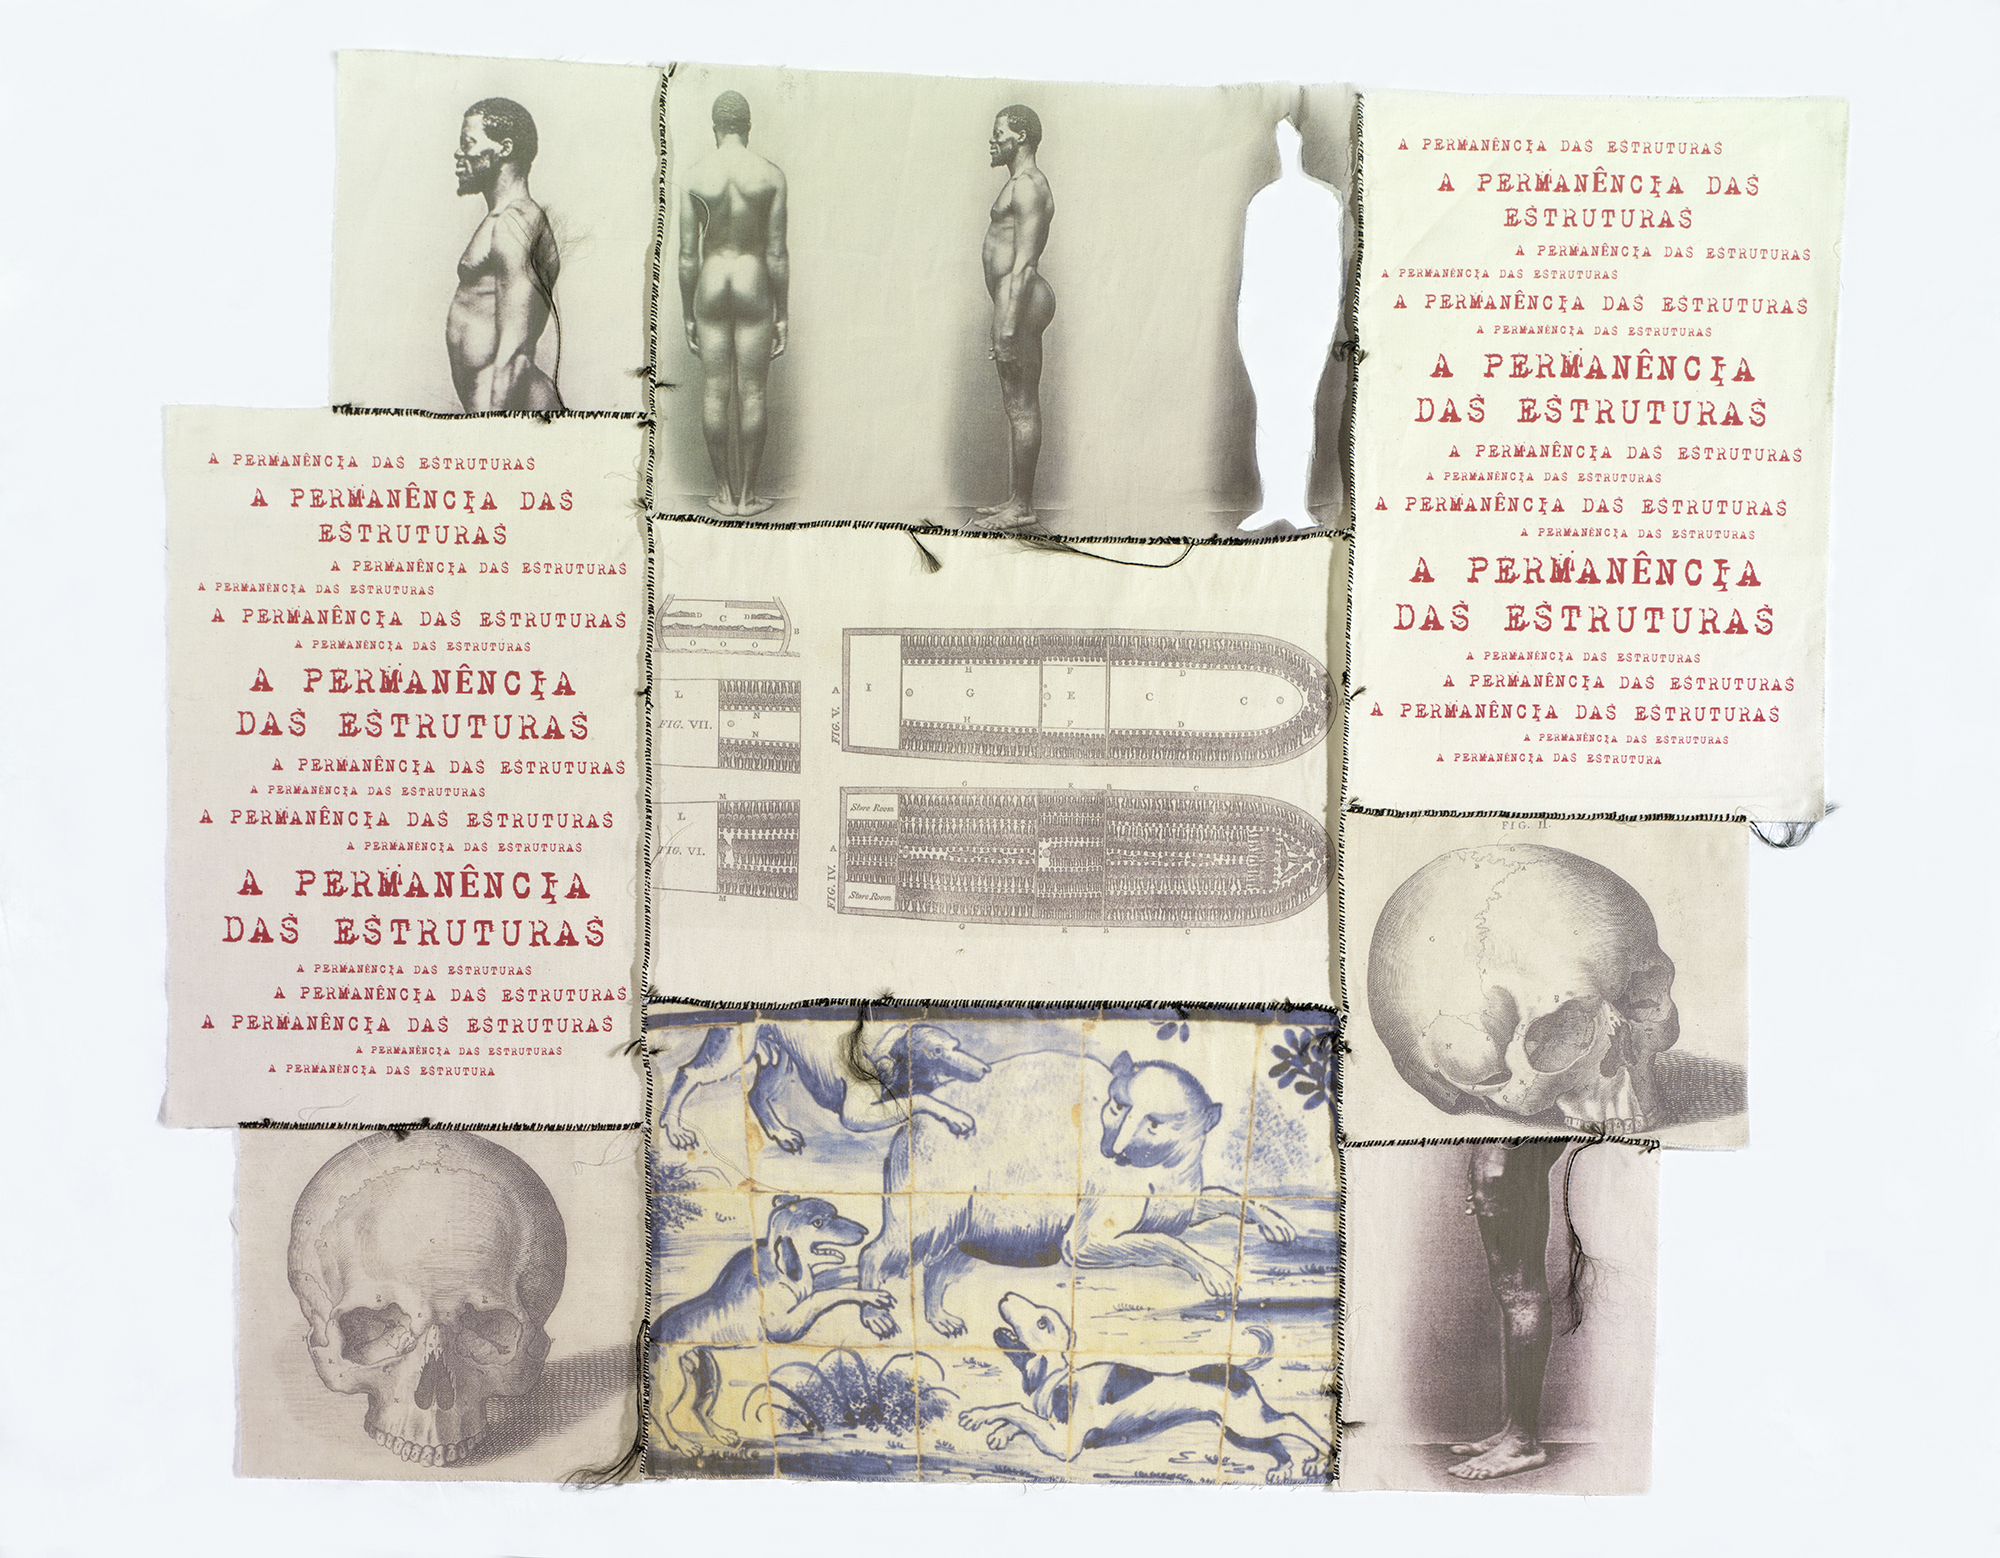 A PERMANÊNCIA DAS ESTRUTURAS
A PERMANÊNCIA DAS
ESTRUTURAS
A PERMANÊNCIA DAS ESTRUTURAS
A PERMANÊNCIA DAS ESTRUTURAS
A PERMANÊNCIA DAS ESTRUTURAS
A PERMANÊNCIA DAS ESTRUTURAS
A PERMANÊNCIA
DAS ESTRUTURAS
A PERMANÊNCIA DAS ESTRUTURAS
A PERMANÊNCIA DAS ESTRUTURAS
A PERMANÊNCIA DAS ESTRUTURAS
A PERMANÊNCIA DAS ESTRUTURAS
A PERMANÊNCIA
DAS ESTRUTURAS
A PERMANÊNCIA DAS ESTRUTURAS
A PERMANÊNCIA DAS ESTRUTURAS
A PERMANÊNCIA DAS ESTRUTURAS
A PERMANÊNCIA DAS ESTRUTURAS
A PERMANÊNCIA DAS ESTRUTURA
D C D
B
O O O
L
N
FIG. VII.
N
M
L
FIG. VI.
M
FIG. V.
A
I
H F D
G E C C
H F D
G E B C
Store Room
A
FIG. IV.
Store Room
G E B C
A PERMANÊNCIA DAS ESTRUTURAS
A PERMANÊNCIA DAS
ESTRUTURAS
A PERMANÊNCIA DAS ESTRUTURAS
A PERMANÊNCIA DAS ESTRUTURAS
A PERMANÊNCIA DAS ESTRUTURAS
A PERMANÊNCIA DAS ESTRUTURAS
A PERMANÊNCIA
DAS ESTRUTURAS
A PERMANÊNCIA DAS ESTRUTURAS
A PERMANÊNCIA DAS ESTRUTURAS
A PERMANÊNCIA DAS ESTRUTURAS
A PERMANÊNCIA DAS ESTRUTURAS
A PERMANÊNCIA
DAS ESTRUTURAS
A PERMANÊNCIA DAS ESTRUTURAS
A PERMANÊNCIA DAS ESTRUTURAS
A PERMANÊNCIA DAS ESTRUTURAS
A PERMANÊNCIA DAS ESTRUTURAS
A PERMANÊNCIA DAS ESTRUTURA
FIG. II.